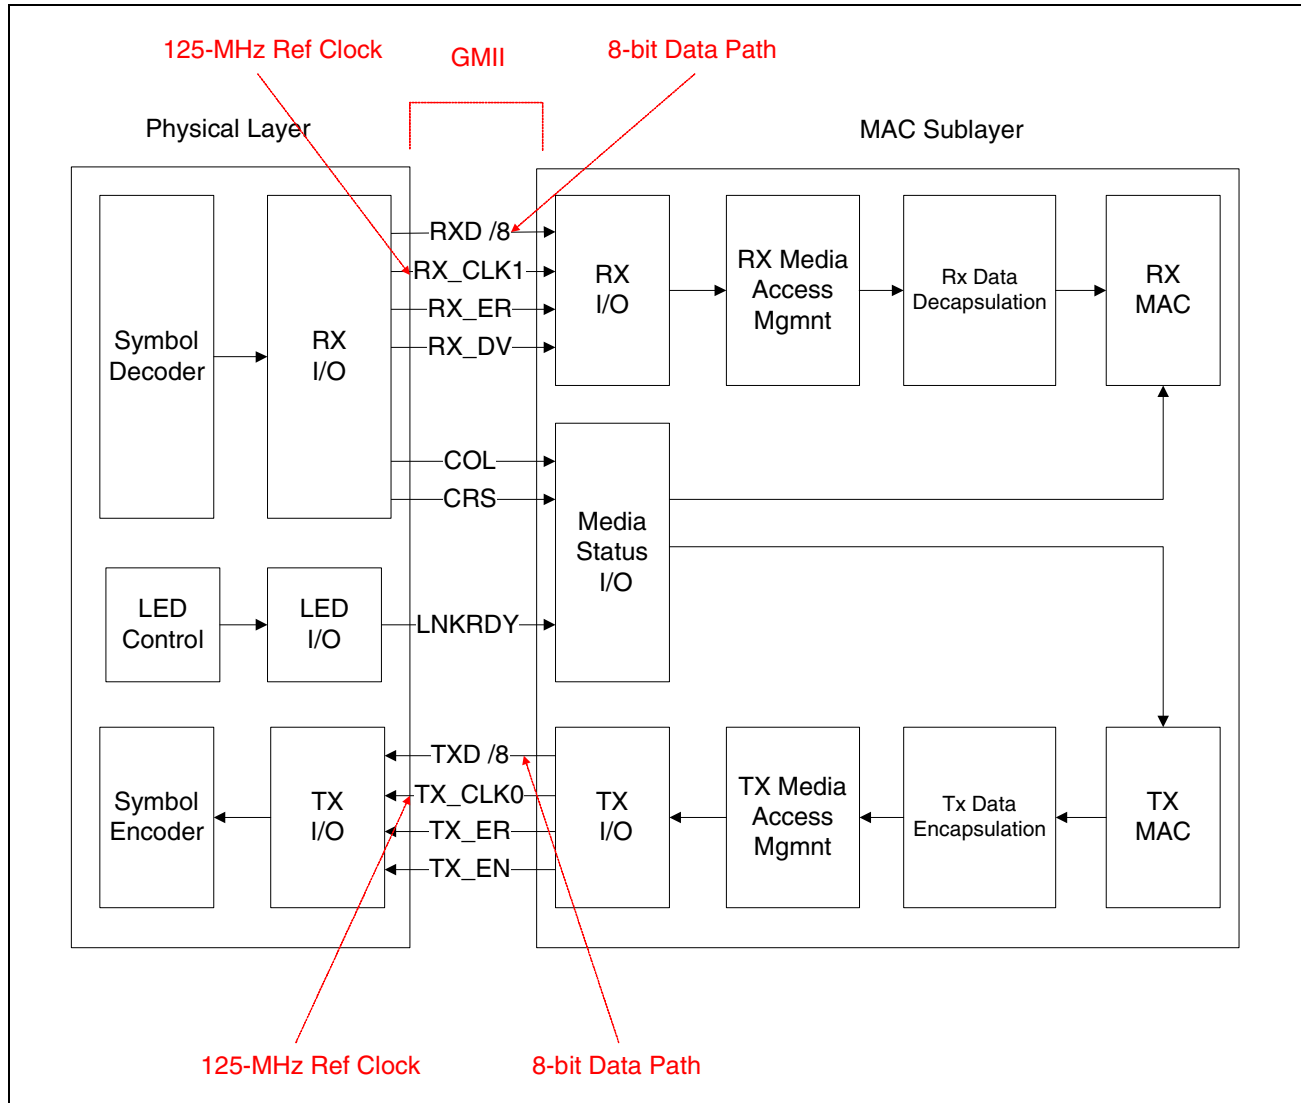 125-MHz Ref Clock
GMII
8-bit Data Path
Physical Layer
MAC Sublayer
Symbol
Decoder
RX
I/O
RXD /8
RX_CLK1
RX_ER
RX_DV
RX
I/O
RX Media
Access
Mgmnt
Rx Data
Decapsulation
RX
MAC
COL
CRS
Media
Status
I/O
LED
Control
LED
I/O
LNKRDY
Symbol
Encoder
TX
I/O
TXD /8
TX_CLK0
TX_ER
TX_EN
TX
I/O
TX Media
Access
Mgmnt
Tx Data
Encapsulation
TX
MAC
125-MHz Ref Clock
8-bit Data Path